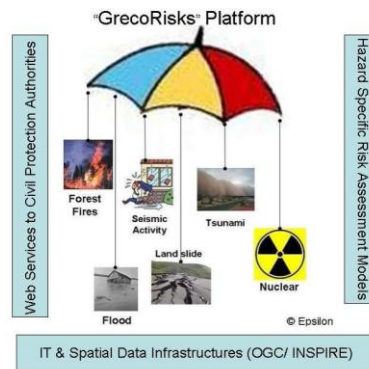 "GrecoRisks" Platform
Web Services to Civil Protection Authorities
Hazard Specific Risk Assessment Models
Forest
Fires
Seismic
Activity
Tsunami
Land slide
Nuclear
Flood
© Epsilon
IT & Spatial Data Infrastructures (OGC/ INSPIRE)